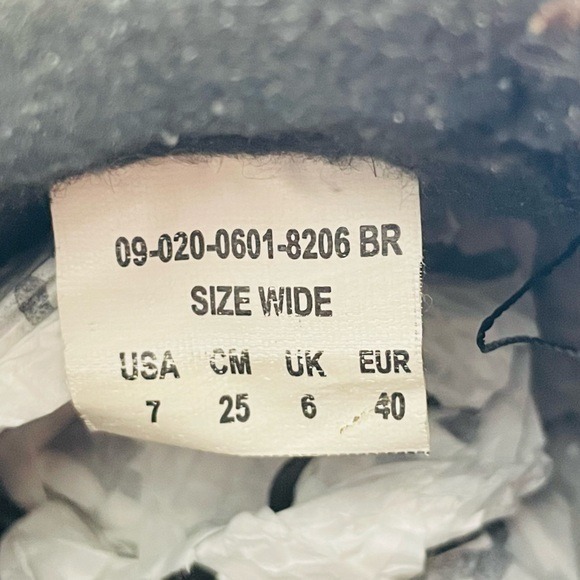 09-020-0601-8206 BR
SIZE WIDE
USA CM UK EUR
7 25 6 40